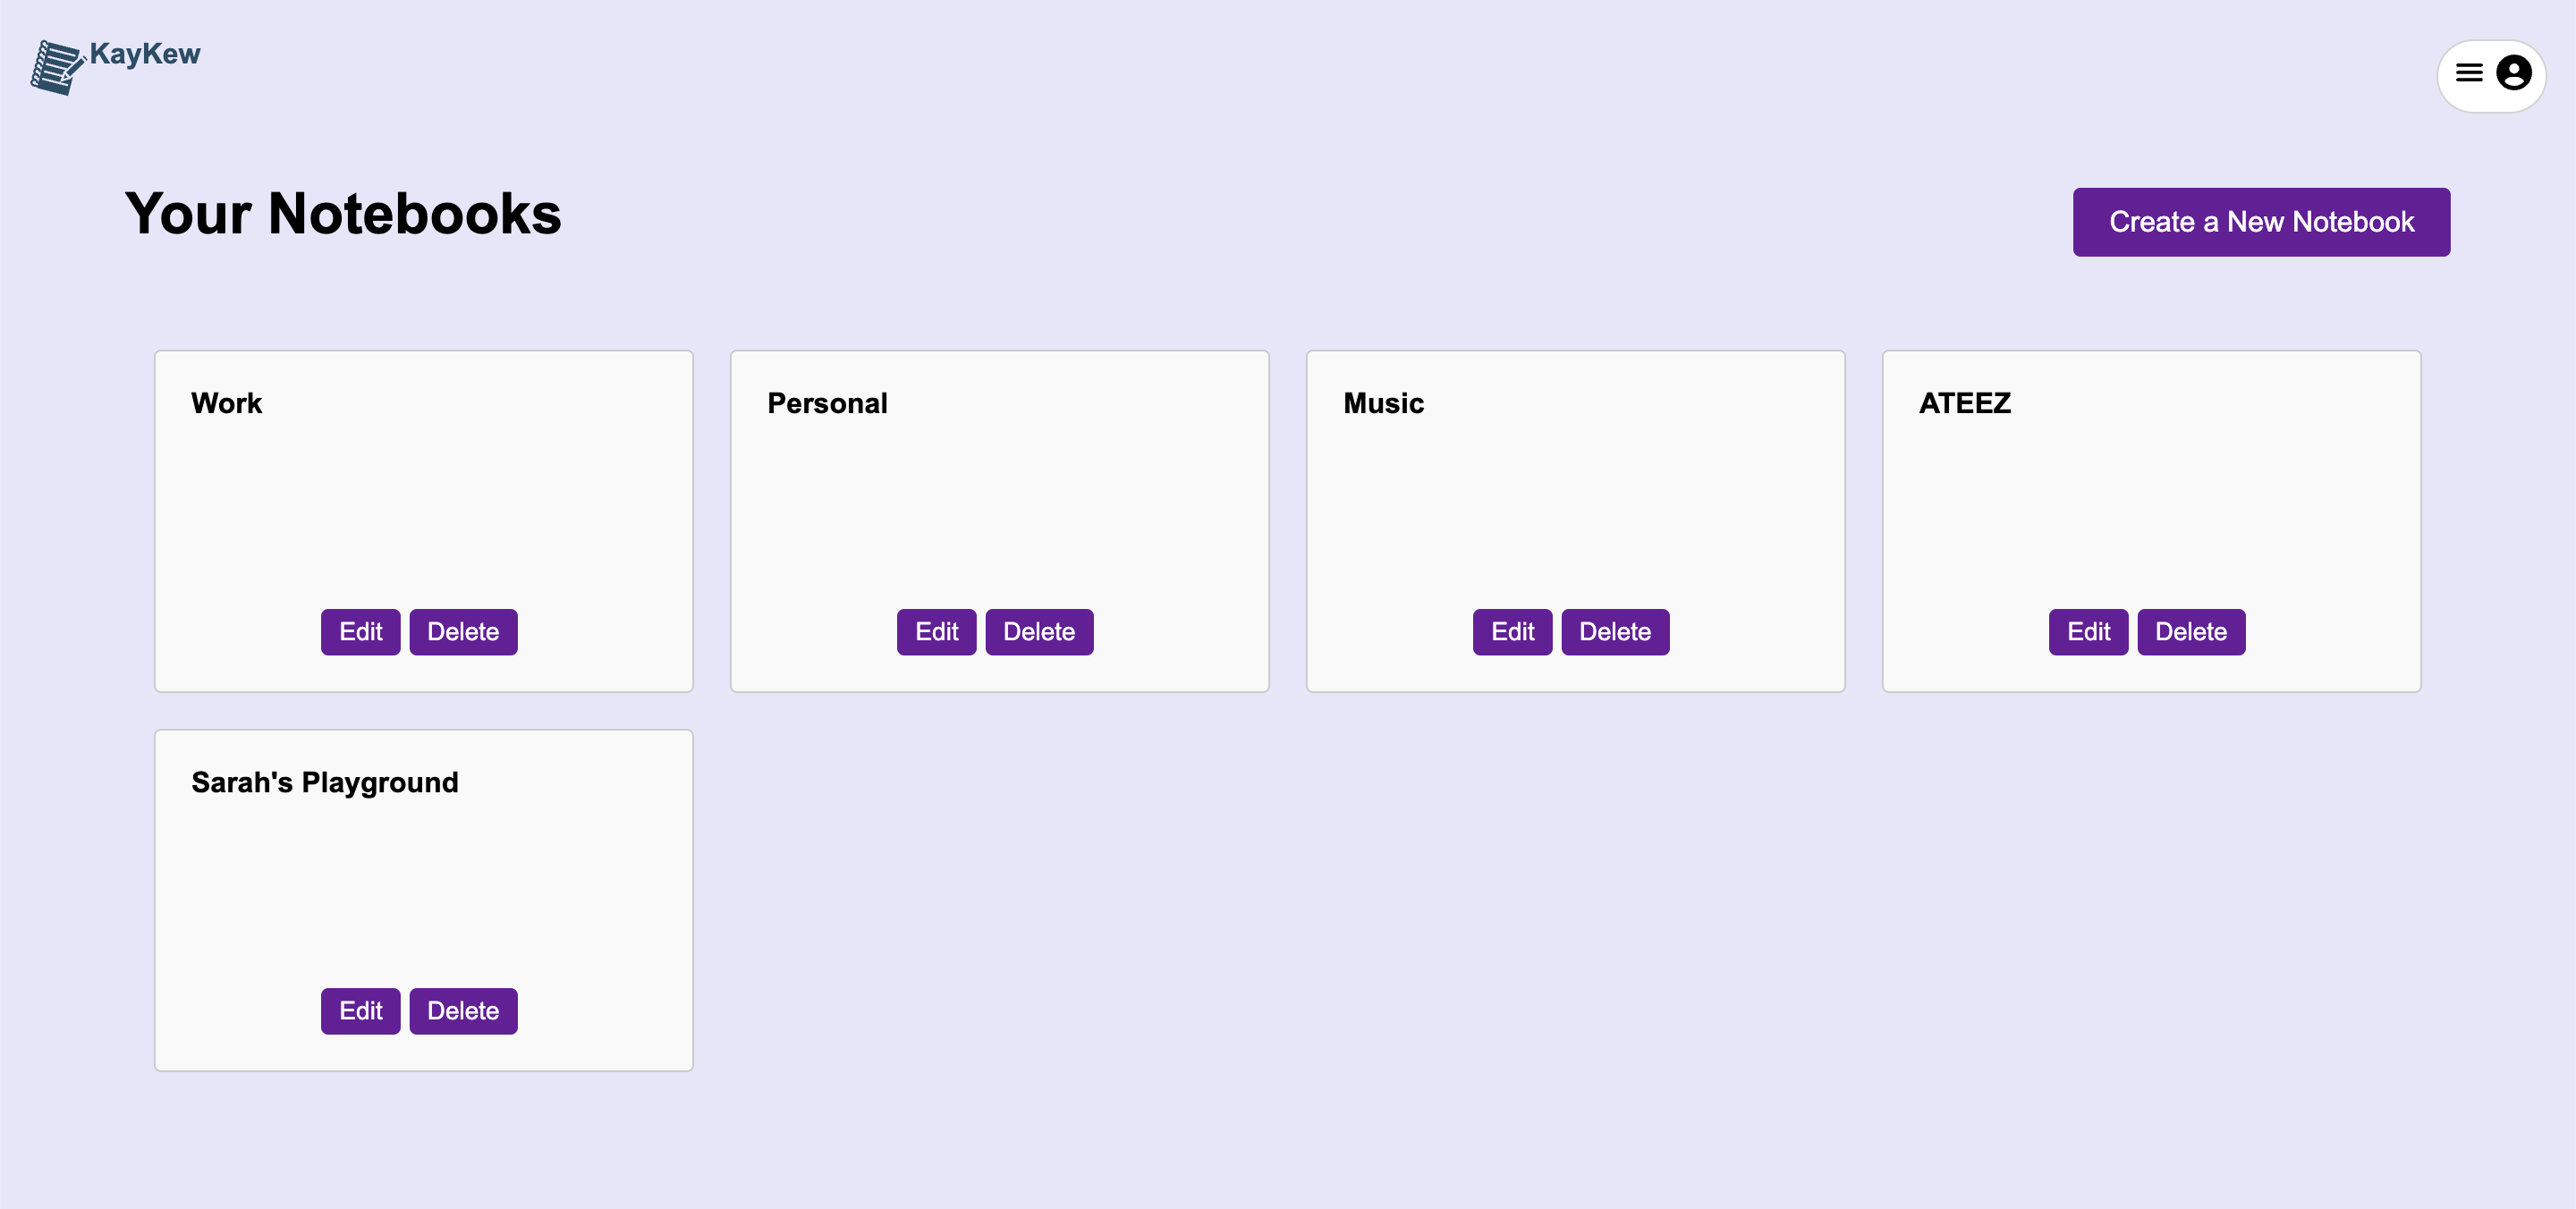 KayKew
Your Notebooks
Create a New Notebook
Work
Personal
Music
ATEEZ
Edit Delete
Edit Delete
Edit Delete
Edit Delete
Sarah's Playground
Edit Delete